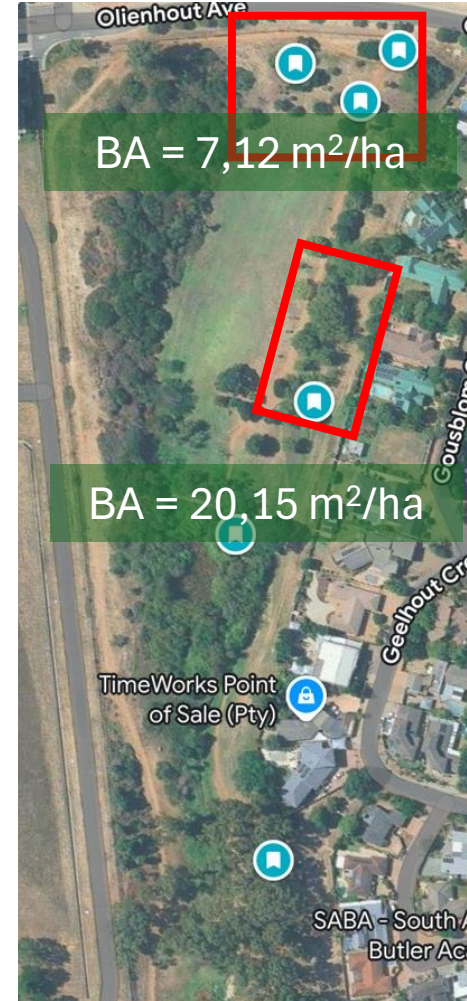 Olienhout Ave
BA = 7,12 m²/ha
BA = 20,15 m²/ha
Gousblom
Geelhout Cre
TimeWorks Point
of Sale (Pty)
SABA - South A
Butler Ac